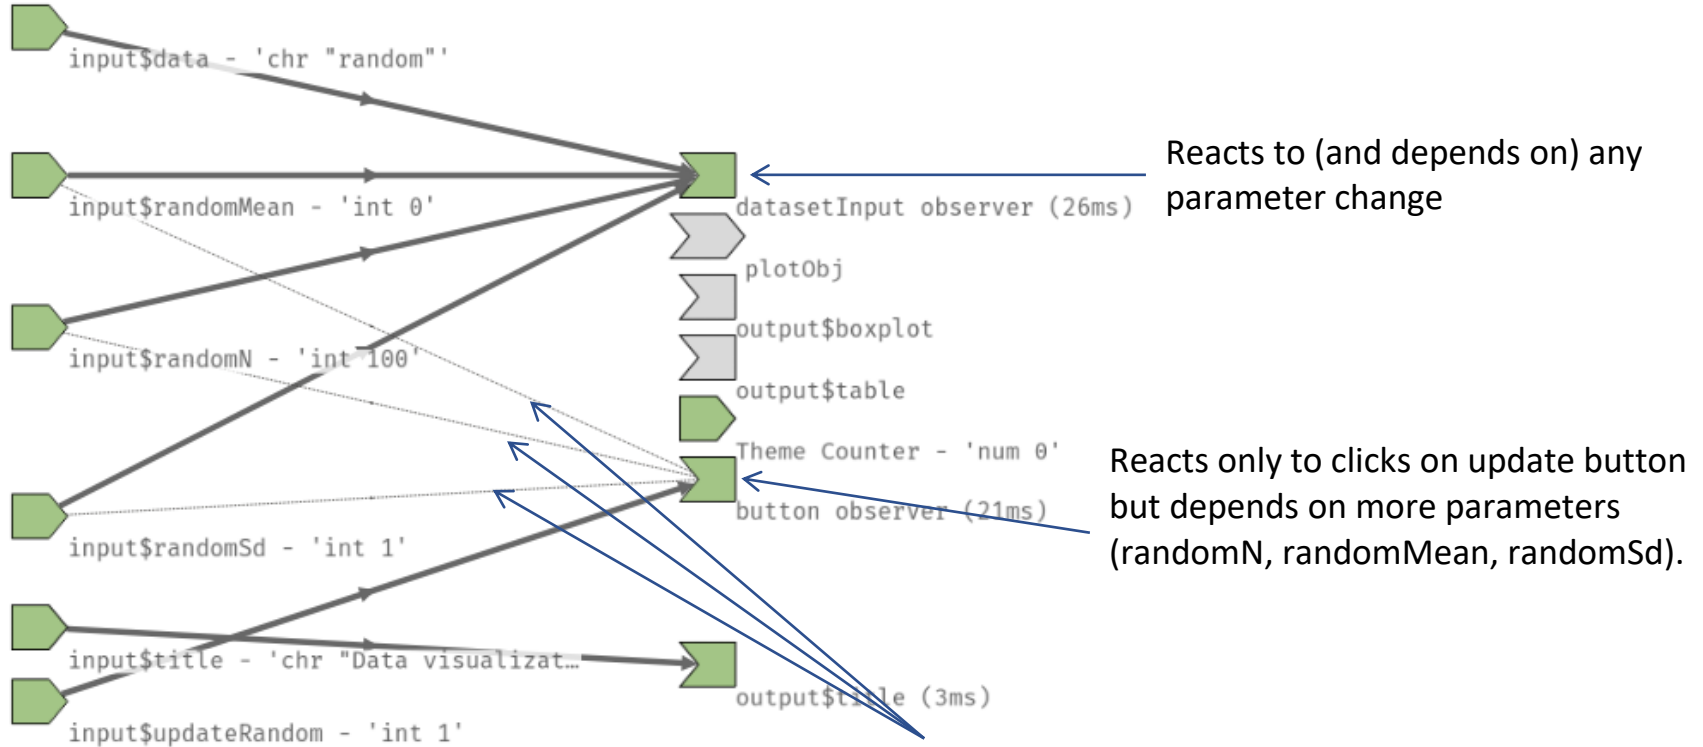 input$data - 'chr "random"'
Reacts to (and depends on) any
parameter change
input$randomMean - 'int 0'
datasetInput observer (26ms)
plotObj
output$boxplot
input$randomN - 'int 100'
output$table
Theme Counter - 'num 0'
Reacts only to clicks on update button
but depends on more parameters
(randomN, randomMean, randomSd).
button observer (21ms)
input$randomSd - 'int 1'
input$title - 'chr "Data visualizat…
output$title (3ms)
input$updateRandom - 'int 1'